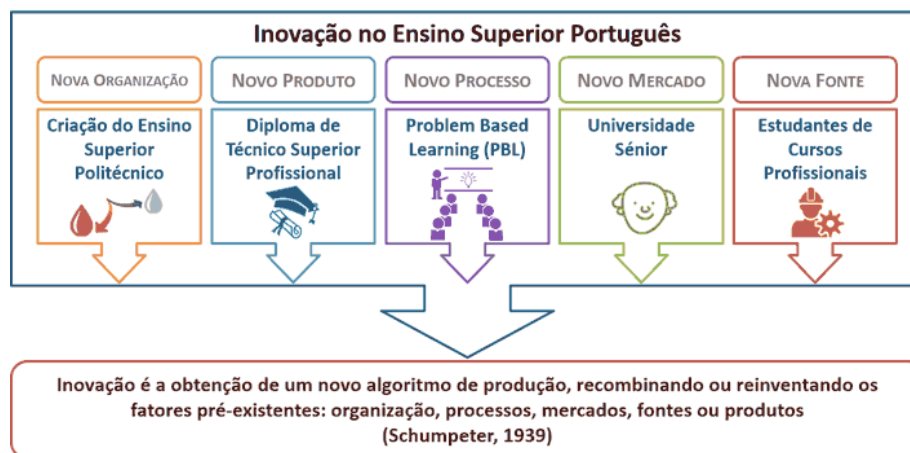 Inovação no Ensino Superior Português
NOVA ORGANIZAÇÃO
NOVO PRODUTO
NOVO PROCESSO
NOVO MERCADO
NOVA FONTE
Criação do Ensino
Superior
Politécnico
Diploma de
Técnico Superior
Profissional
Problem Based
Learning (PBL)
Universidade
Sénior
Estudantes de
Cursos
Profissionais
Inovação é a obtenção de um novo algoritmo de produção, recombinando ou reinventando os
fatores pré-existentes: organização, processos, mercados, fontes ou produtos
(Schumpeter, 1939)